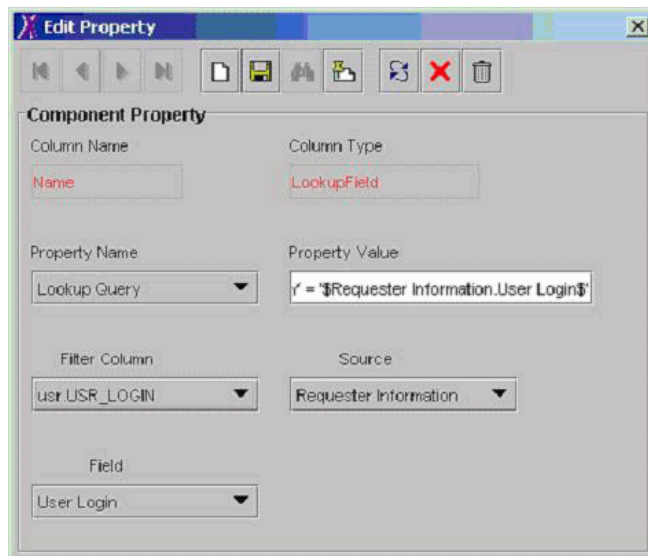 Edit Property
Component Property
Column Name Column Type
Name LookupField
Property Name Property Value
Lookup Query r' = '$Requester Information.User Login$'
Filter Column Source
usr.USR_LOGIN Requester Information
Field
User Login